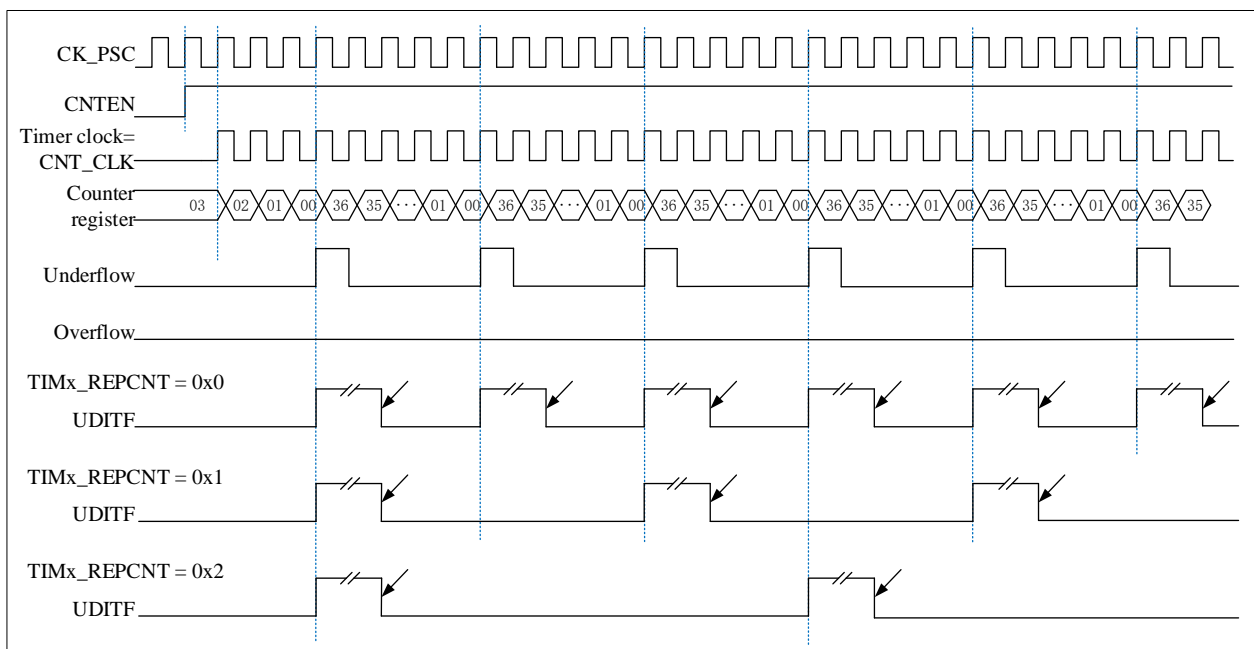 CK_PSC
CNTEN
Timer clock=
CNT_CLK
Counter
register
03 02 01 00 36 35 ··· 01 00 36 35 ··· 01 00 36 35 ··· 01 00 36 35 ··· 01 00 36 35 ··· 01 00 36 35
Underflow
Overflow
TIMx_REPCNT = 0x0
UDITF
TIMx_REPCNT = 0x1
UDITF
TIMx_REPCNT = 0x2
UDITF